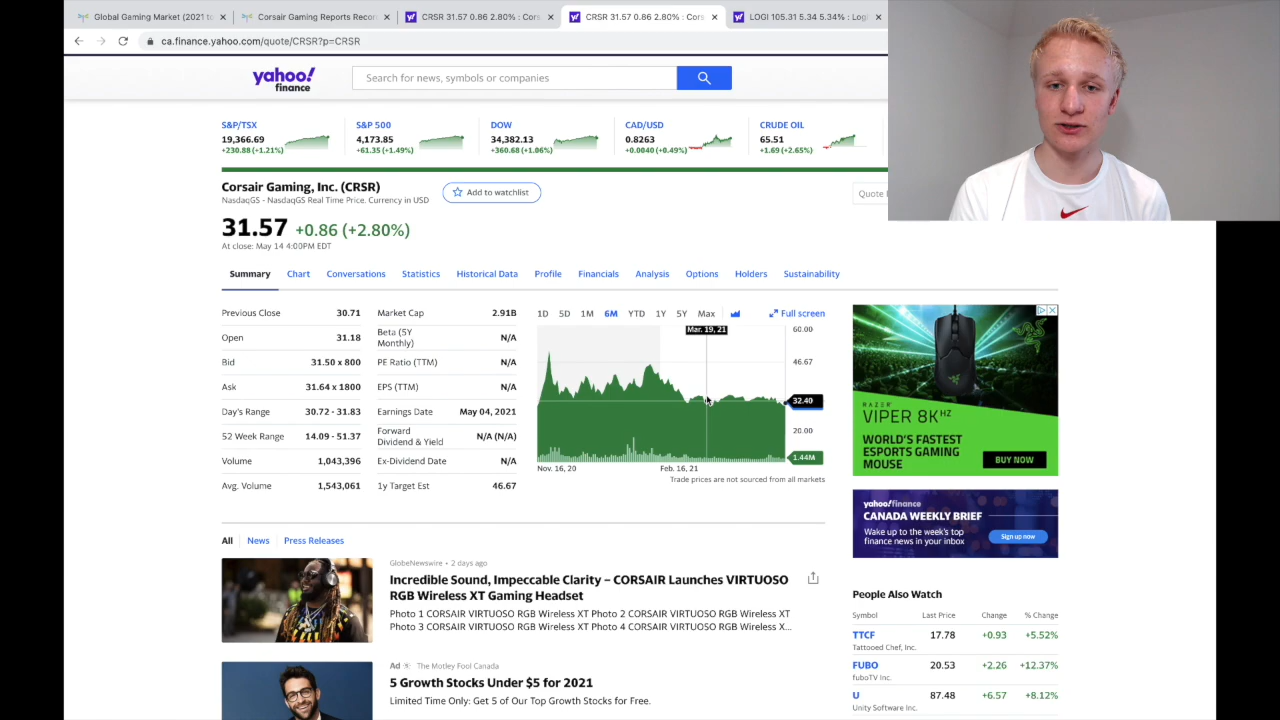 Global Gaming Market (2021 to
Corsair Gaming Reports Recor
CRSR 31.57 0.86 2.80% : Cors
CRSR 31.57 0.86 2.80% : Cors
LOGI 105.31 5.34 5.34% : Logi
ca.finance.yahoo.com/quote/CRSR?p=CRSR
yahoo!
finance
Search for news, symbols or companies
S&P/TSX
19,366.69
+230.88 (+1.21%)
S&P 500
4,173.85
+61.35 (+1.49%)
DOW
34,382.13
+360.68 (+1.06%)
CAD/USD
0.8263
+0.0040 (+0.49%)
CRUDE OIL
65.51
+1.69 (+2.65%)
Corsair Gaming, Inc. (CRSR)
NasdaqGS - NasdaqGS Real Time Price. Currency in USD
Add to watchlist
Quote
31.57 +0.86 (+2.80%)
At close: May 14 4:00PM EDT
Summary Chart Conversations Statistics Historical Data Profile Financials Analysis Options Holders Sustainability
Previous Close 30.71
Open 31.18
Bid 31.50 x 800
Ask 31.64 x 1800
Day's Range 30.72 - 31.83
52 Week Range 14.09 - 51.37
Volume 1,043,396
Avg. Volume 1,543,061
Market Cap 2.91B
Beta (5Y
Monthly) N/A
PE Ratio (TTM) N/A
EPS (TTM) N/A
Earnings Date May 04, 2021
Forward
Dividend & Yield N/A (N/A)
Ex-Dividend Date N/A
1y Target Est 46.67
1D 5D 1M 6M YTD 1Y 5Y Max
Full screen
Mar. 19, 21
60.00
46.67
32.40
20.00
1.44M
Nov. 16, 20
Feb. 16, 21
Trade prices are not sourced from all markets
RAZER
VIPER 8K HZ
WORLD'S FASTEST
ESPORTS GAMING
MOUSE
BUY NOW
yahoo!finance
CANADA WEEKLY BRIEF
Wake up to the week's top
finance news in your inbox
Sign up now
All News Press Releases
GlobeNewswire • 2 days ago
Incredible Sound, Impeccable Clarity – CORSAIR Launches VIRTUOSO
RGB Wireless XT Gaming Headset
Photo 1 CORSAIR VIRTUOSO RGB Wireless XT Photo 2 CORSAIR VIRTUOSO RGB Wireless XT
Photo 3 CORSAIR VIRTUOSO RGB Wireless XT Photo 4 CORSAIR VIRTUOSO RGB Wireless X...
Ad The Motley Fool Canada
5 Growth Stocks Under $5 for 2021
Limited Time Only: Get 5 of Our Top Growth Stocks for Free.
People Also Watch
Symbol Last Price Change % Change
TTCF 17.78 +0.93 +5.52%
Tattooed Chef, Inc.
FUBO 20.53 +2.26 +12.37%
fuboTV Inc.
U 87.48 +6.57 +8.12%
Unity Software Inc.